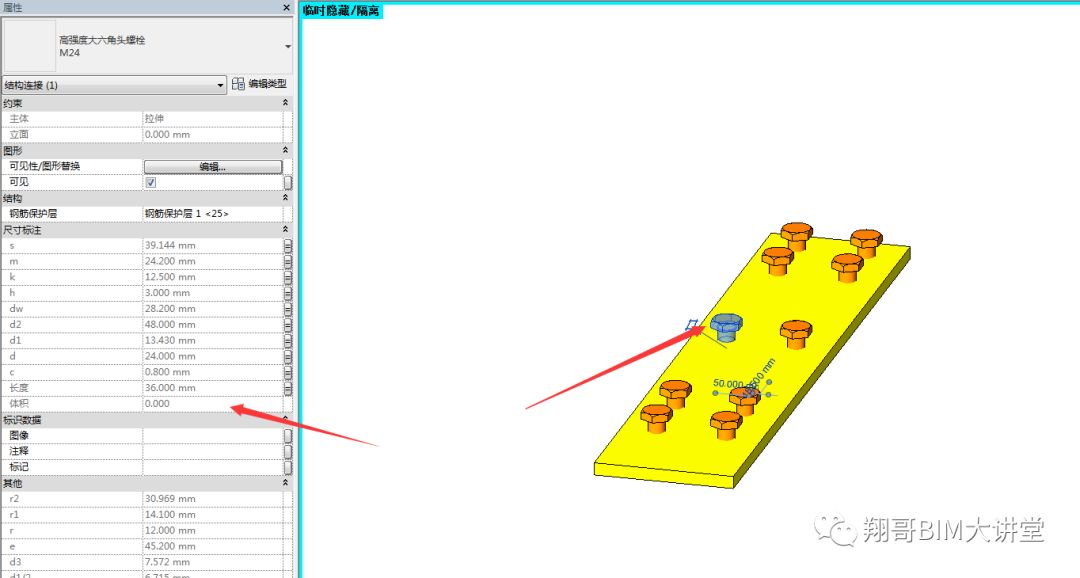 属性
×
高强度大六角头螺栓
M24
结构连接 (1)
编辑类型
约束
主体 拉伸
立面 0.000 mm
图形
可见性/图形替换 编辑...
可见
结构
钢筋保护层 钢筋保护层 1 <25>
尺寸标注
s 39.144 mm
m 24.200 mm
k 12.500 mm
h 3.000 mm
dw 28.200 mm
d2 48.000 mm
d1 13.430 mm
d 24.000 mm
c 0.800 mm
长度 36.000 mm
体积 0.000
标识数据
图像
注释
标记
其他
r2 30.969 mm
r1 14.100 mm
r 12.000 mm
e 45.200 mm
d3 7.572 mm
d1/2 6.715 mm
临时隐藏/隔离
50.000
翔哥BIM大讲堂